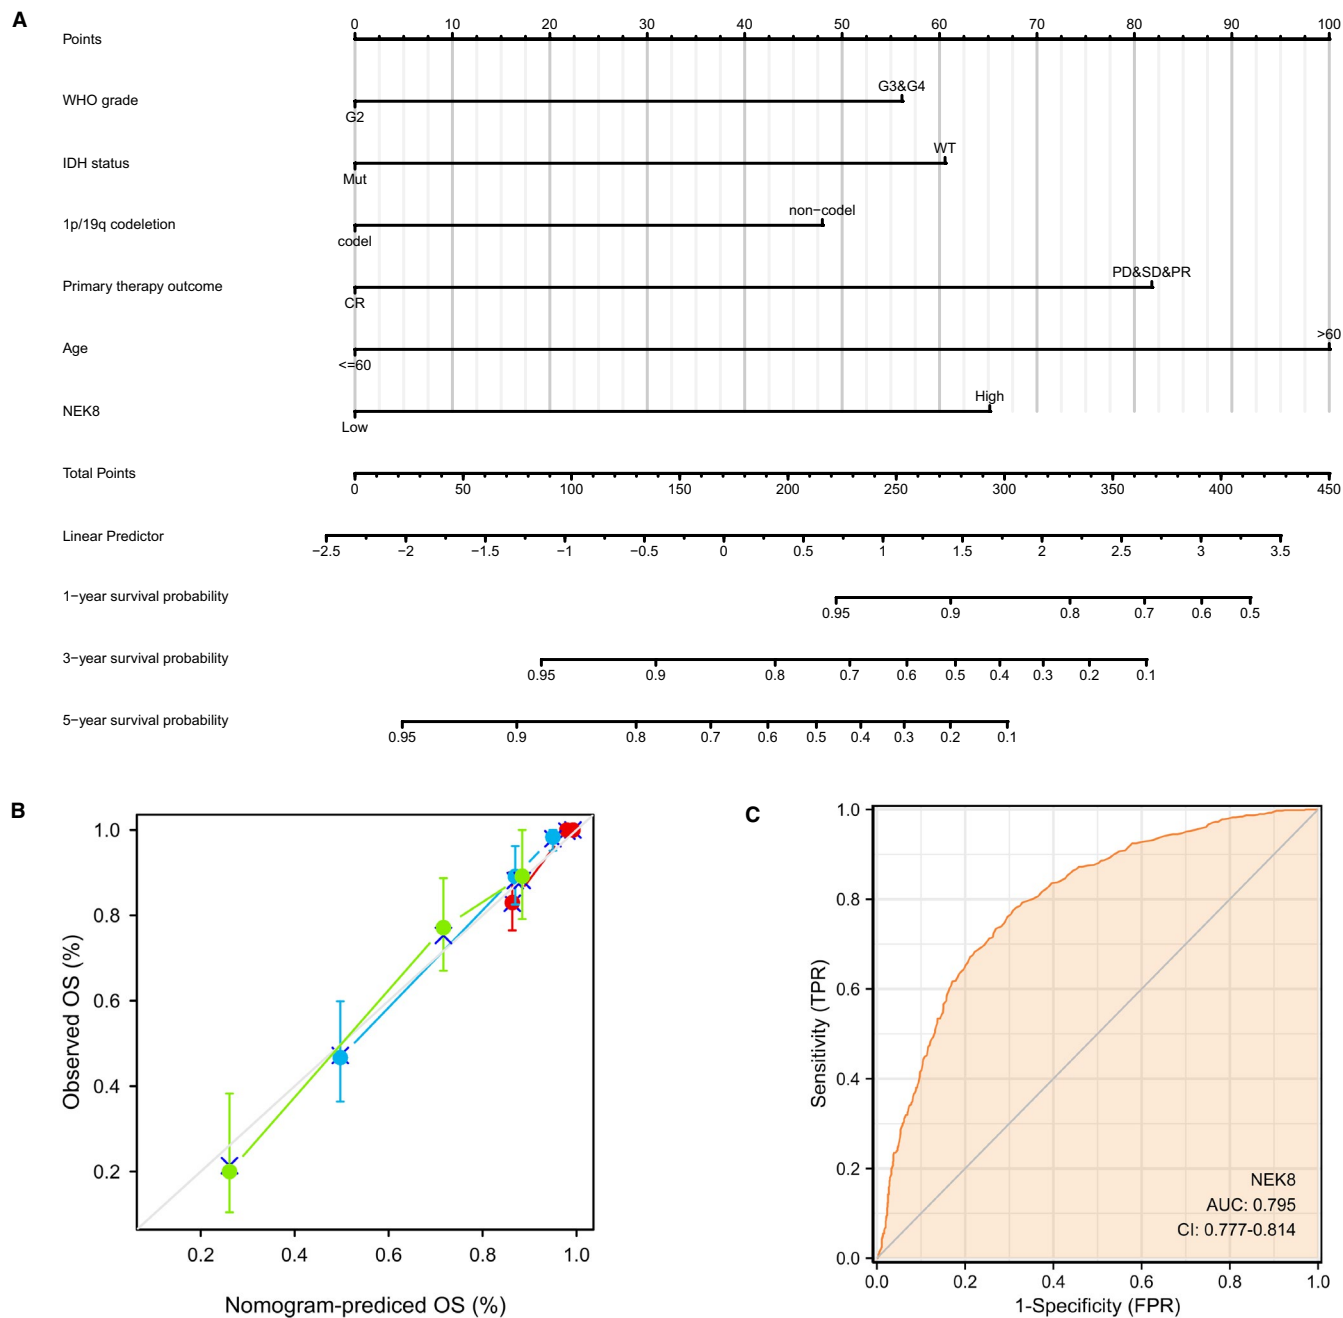 A
0 10 20 30 40 50 60 70 80 90 100
Points
G3&G4
WHO grade
G2
WT
IDH status
Mut
non−codel
1p/19q codeletion
codel
PD&SD&PR
Primary therapy outcome
CR
>60
Age
<=60
High
NEK8
Low
Total Points
0 50 100 150 200 250 300 350 400 450
Linear Predictor
−2.5 −2 −1.5 −1 −0.5 0 0.5 1 1.5 2 2.5 3 3.5
1−year survival probability
0.95 0.9 0.8 0.7 0.6 0.5
3−year survival probability
0.95 0.9 0.8 0.7 0.6 0.5 0.4 0.3 0.2 0.1
5−year survival probability
0.95 0.9 0.8 0.7 0.6 0.5 0.4 0.3 0.2 0.1
B
1.0
0.8
0.6
0.4
0.2
Observed OS (%)
0.2 0.4 0.6 0.8 1.0
Nomogram-prediced OS (%)
C
1.0
0.8
0.6
0.4
0.2
0.0
Sensitivity (TPR)
NEK8
AUC: 0.795
CI: 0.777-0.814
0.0 0.2 0.4 0.6 0.8 1.0
1-Specificity (FPR)